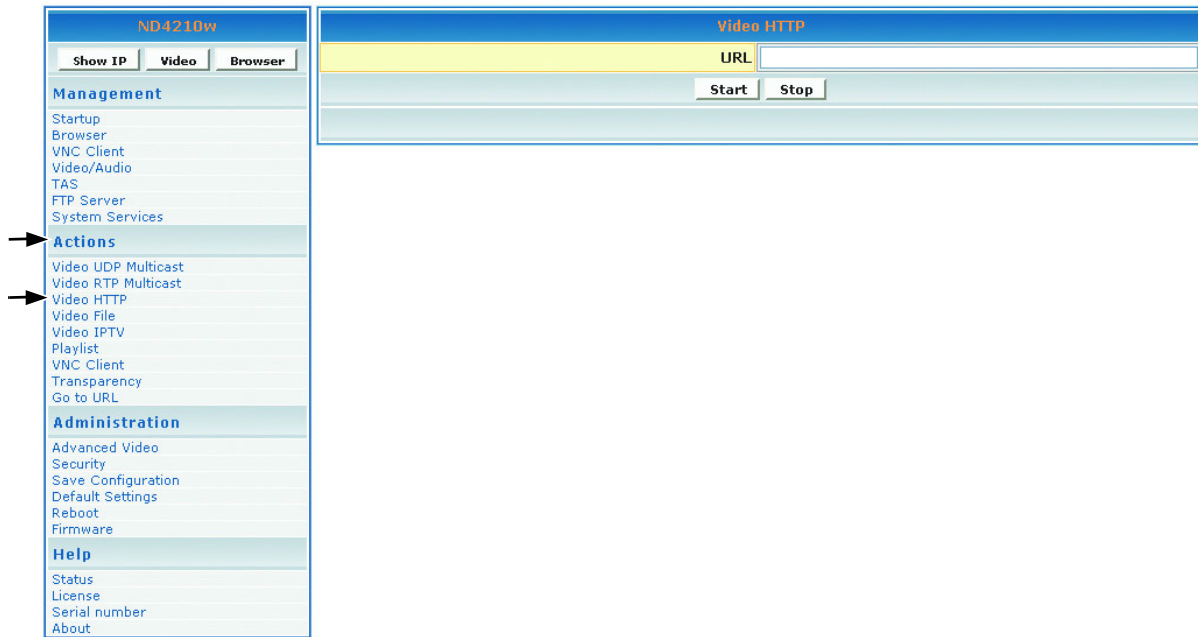 ND4210w
Show IP Video Browser
Management
Startup
Browser
VNC Client
Video/Audio
TAS
FTP Server
System Services
Actions
Video UDP Multicast
Video RTP Multicast
Video HTTP
Video File
Video IPTV
Playlist
VNC Client
Transparency
Go to URL
Administration
Advanced Video
Security
Save Configuration
Default Settings
Reboot
Firmware
Help
Status
License
Serial number
About
Video HTTP
URL
Start Stop